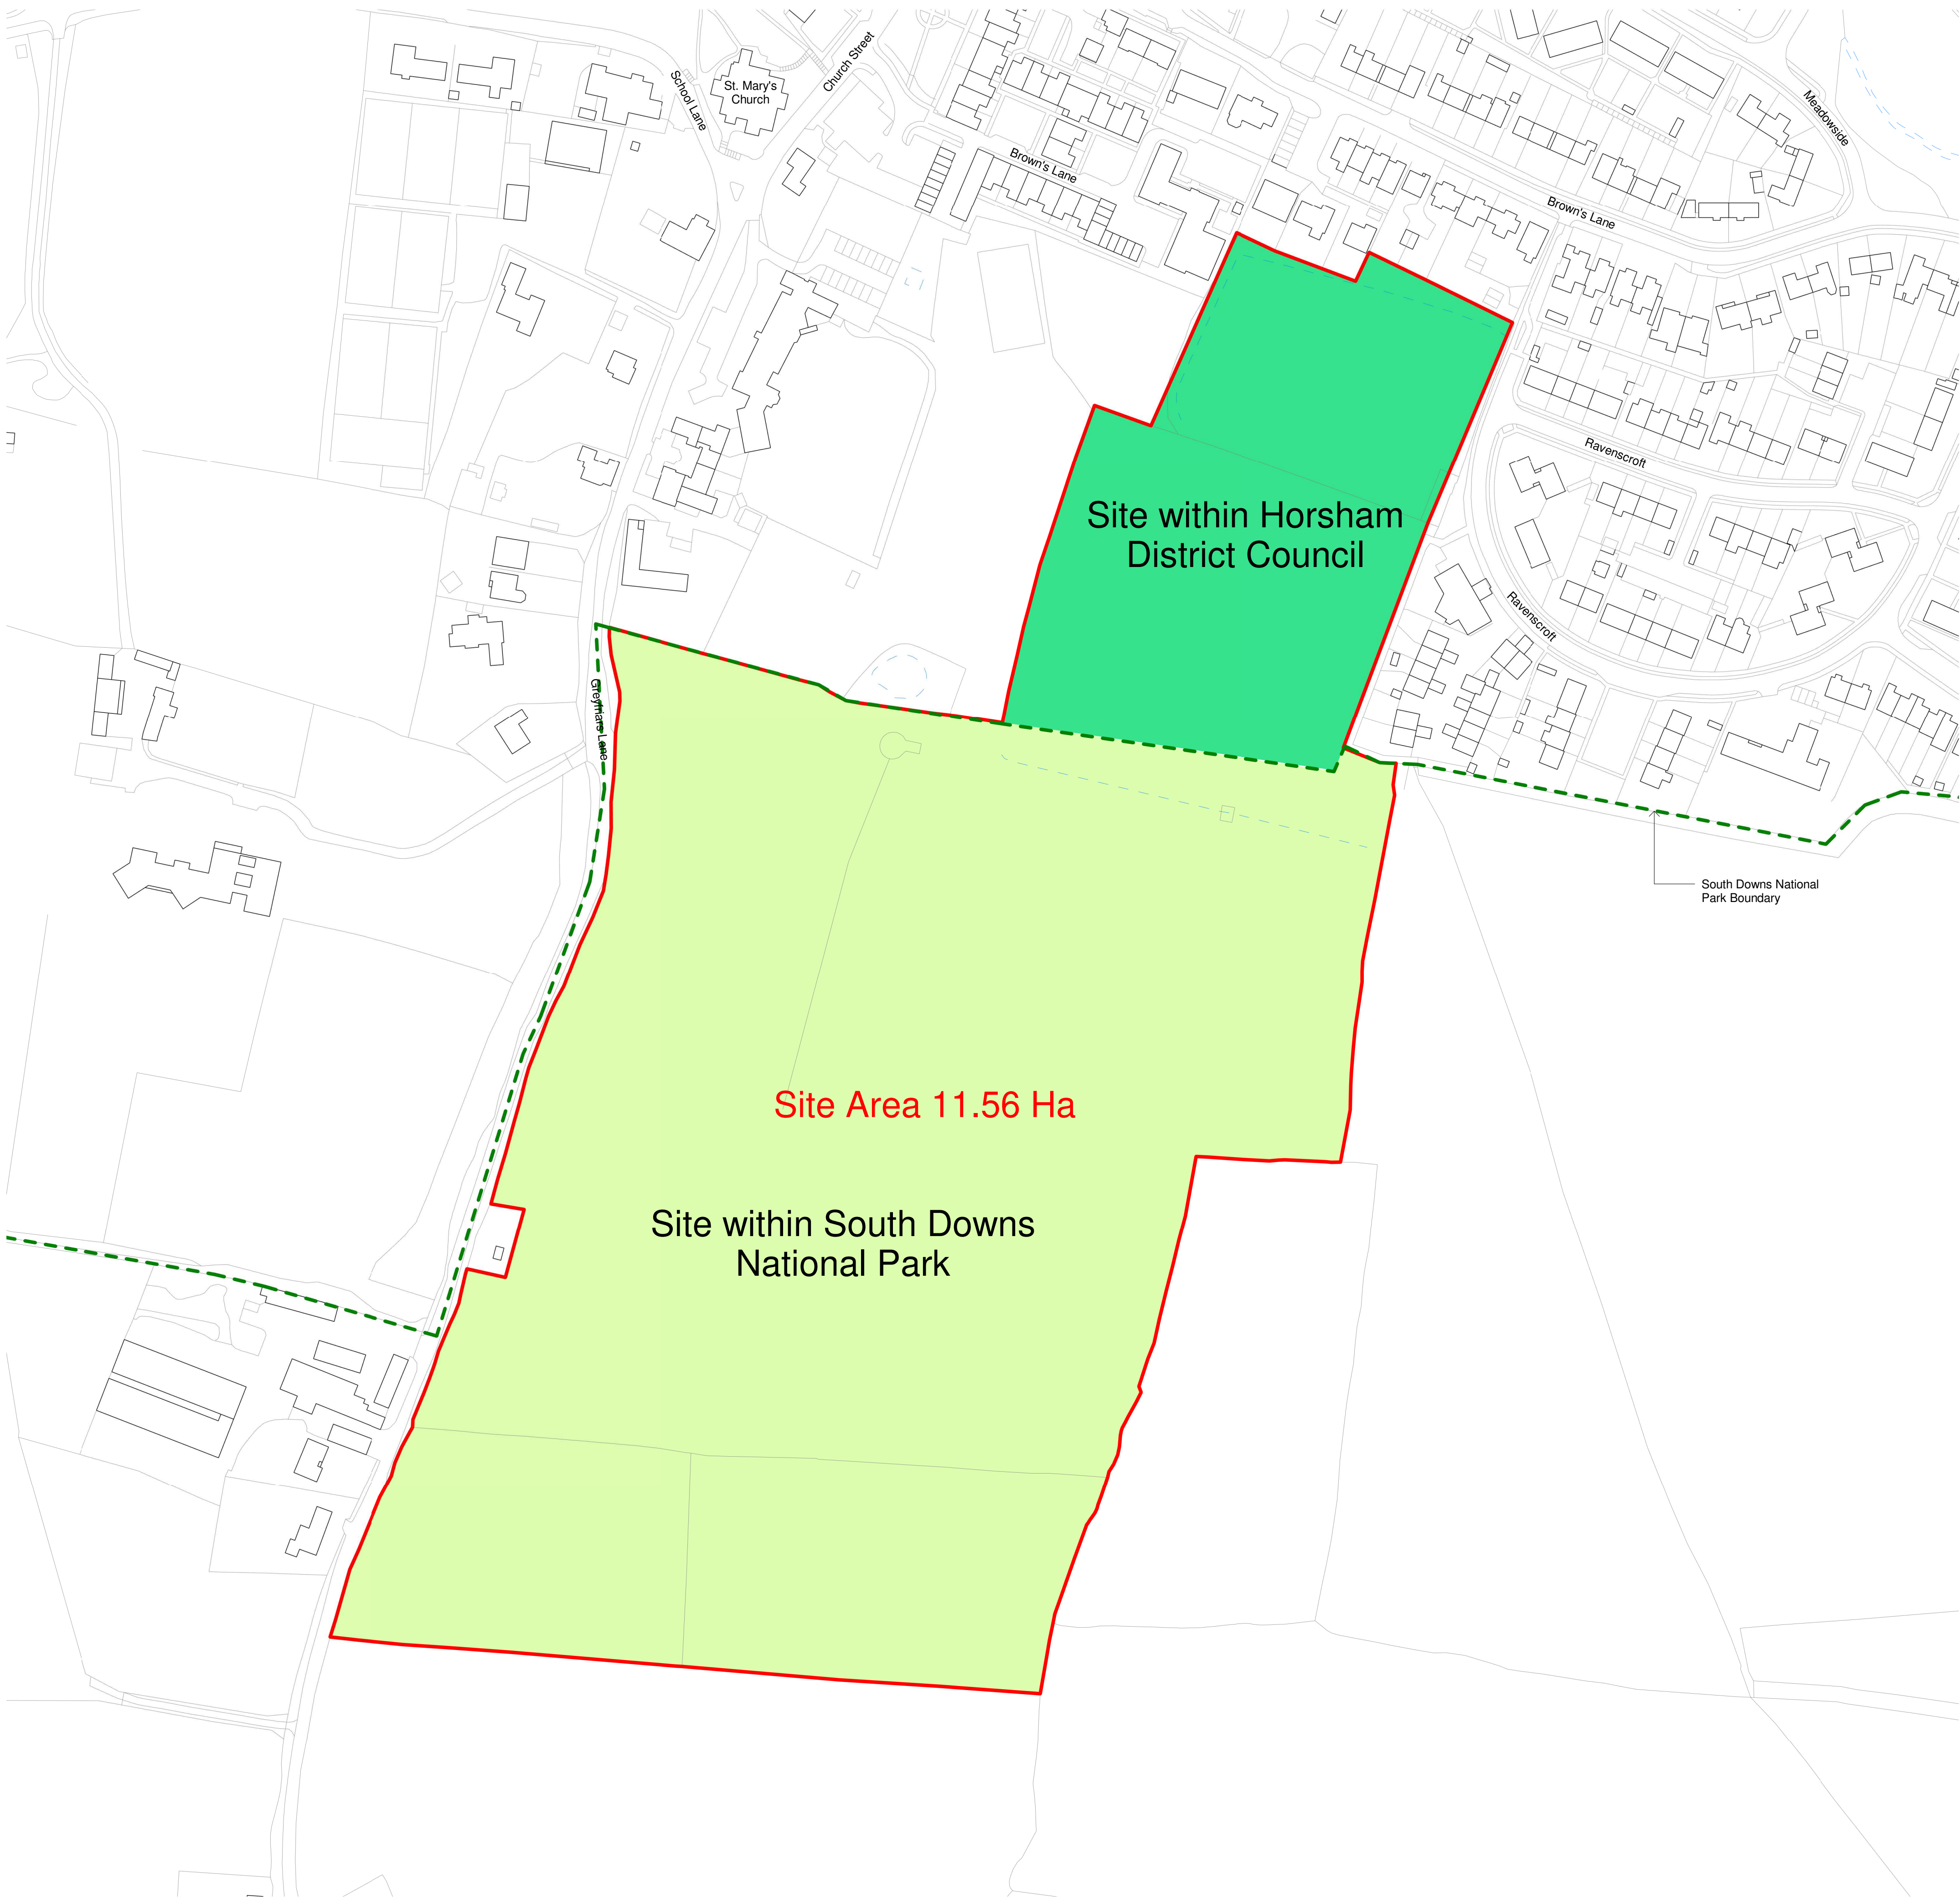 School Lane
St. Mary's
Church
Church Street
Meadowside
Brown's Lane
Brown's Lane
Ravenscroft
Site within Horsham
District Council
Ravenscroft
Greyfriars Lane
South Downs National
Park Boundary
Site Area 11.56 Ha
Site within South Downs
National Park